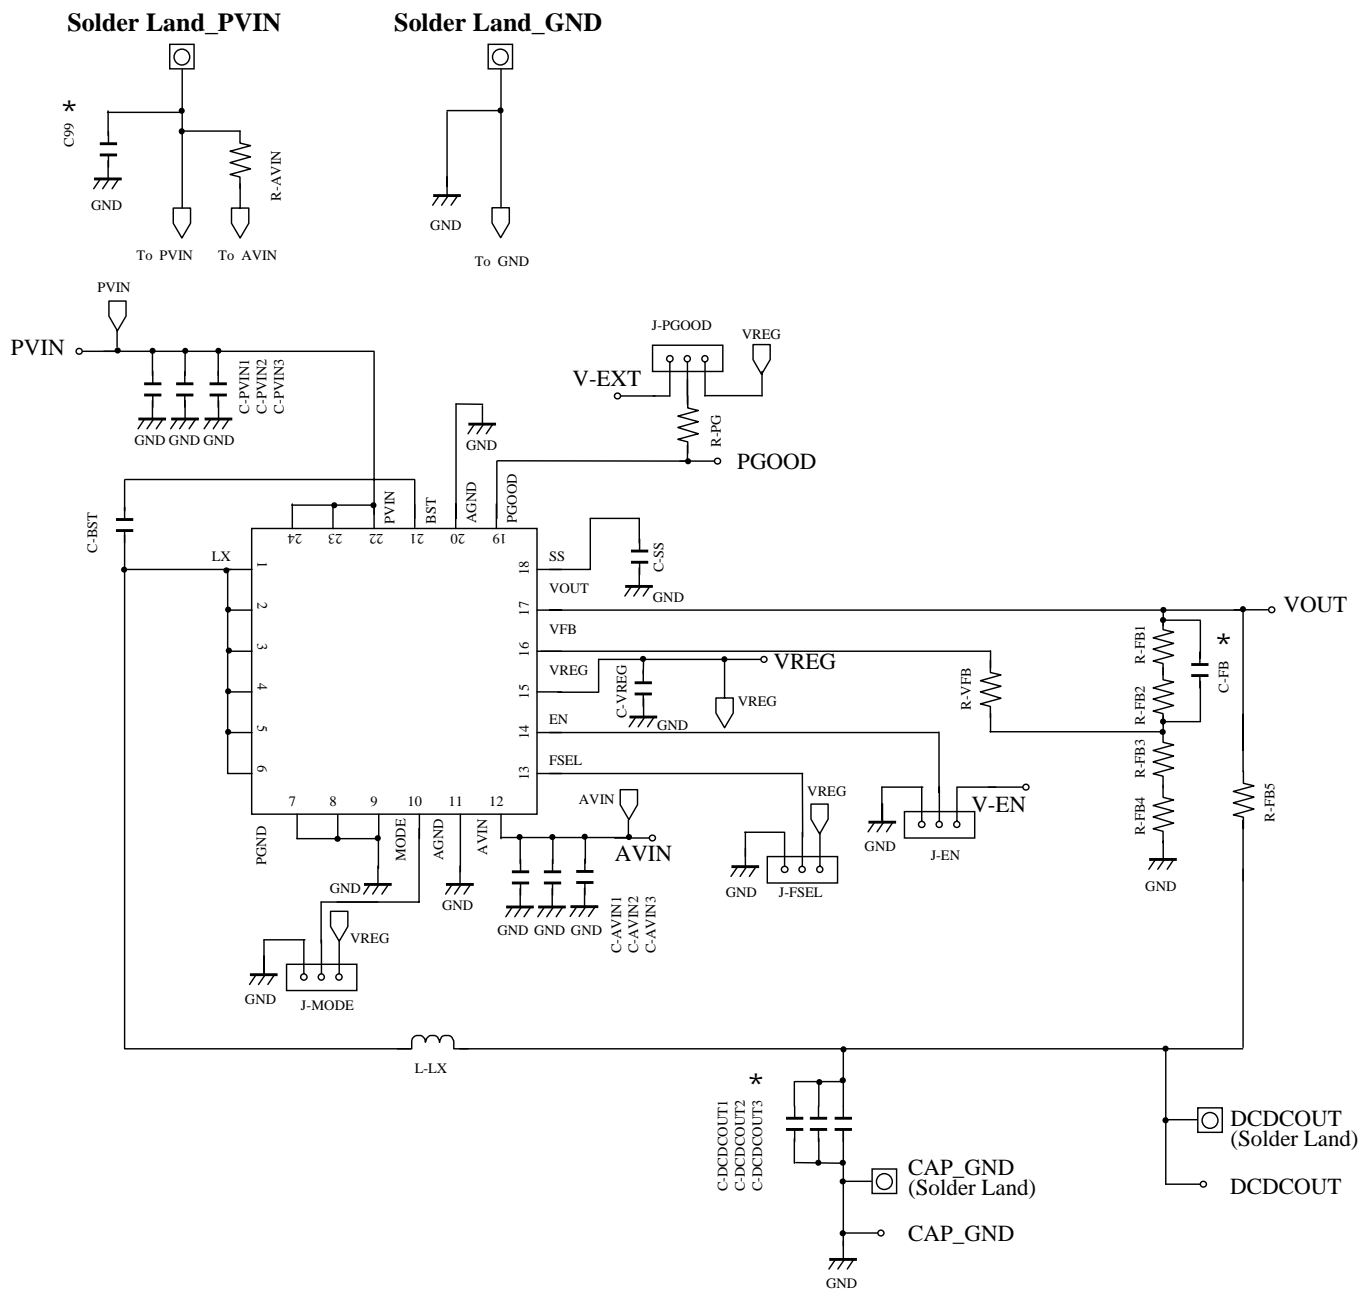 Solder Land_PVIN
Solder Land_GND
*
C99
R-AVIN
GND
GND
To PVIN
To AVIN
To GND
PVIN
PVIN
J-PGOOD
VREG
V-EXT
C-PVIN1
C-PVIN2
C-PVIN3
GND
GND
GND
GND
R-PG
PGOOD
C-BST
PVIN
BST
AGND
PGOOD
24
23
22
21
20
19
LX
1
2
3
4
5
6
SS
18
C-SS
GND
VOUT
17
VOUT
VFB
16
VREG
15
VREG
C-VREG
GND
VREG
EN
14
FSEL
13
R-VFB
R-FB1
R-FB2
*
C-FB
R-FB3
R-FB4
GND
R-FB5
7
8
9
10
11
12
PGND
MODE
AGND
AVIN
AVIN
AVIN
VREG
V-EN
GND
J-EN
GND
J-FSEL
GND
GND
GND
GND
GND
C-AVIN1
C-AVIN2
C-AVIN3
VREG
GND
J-MODE
L-LX
*
C-DCDCOUT1
C-DCDCOUT2
C-DCDCOUT3
DCDCOUT
(Solder Land)
CAP_GND
(Solder Land)
DCDCOUT
CAP_GND
GND